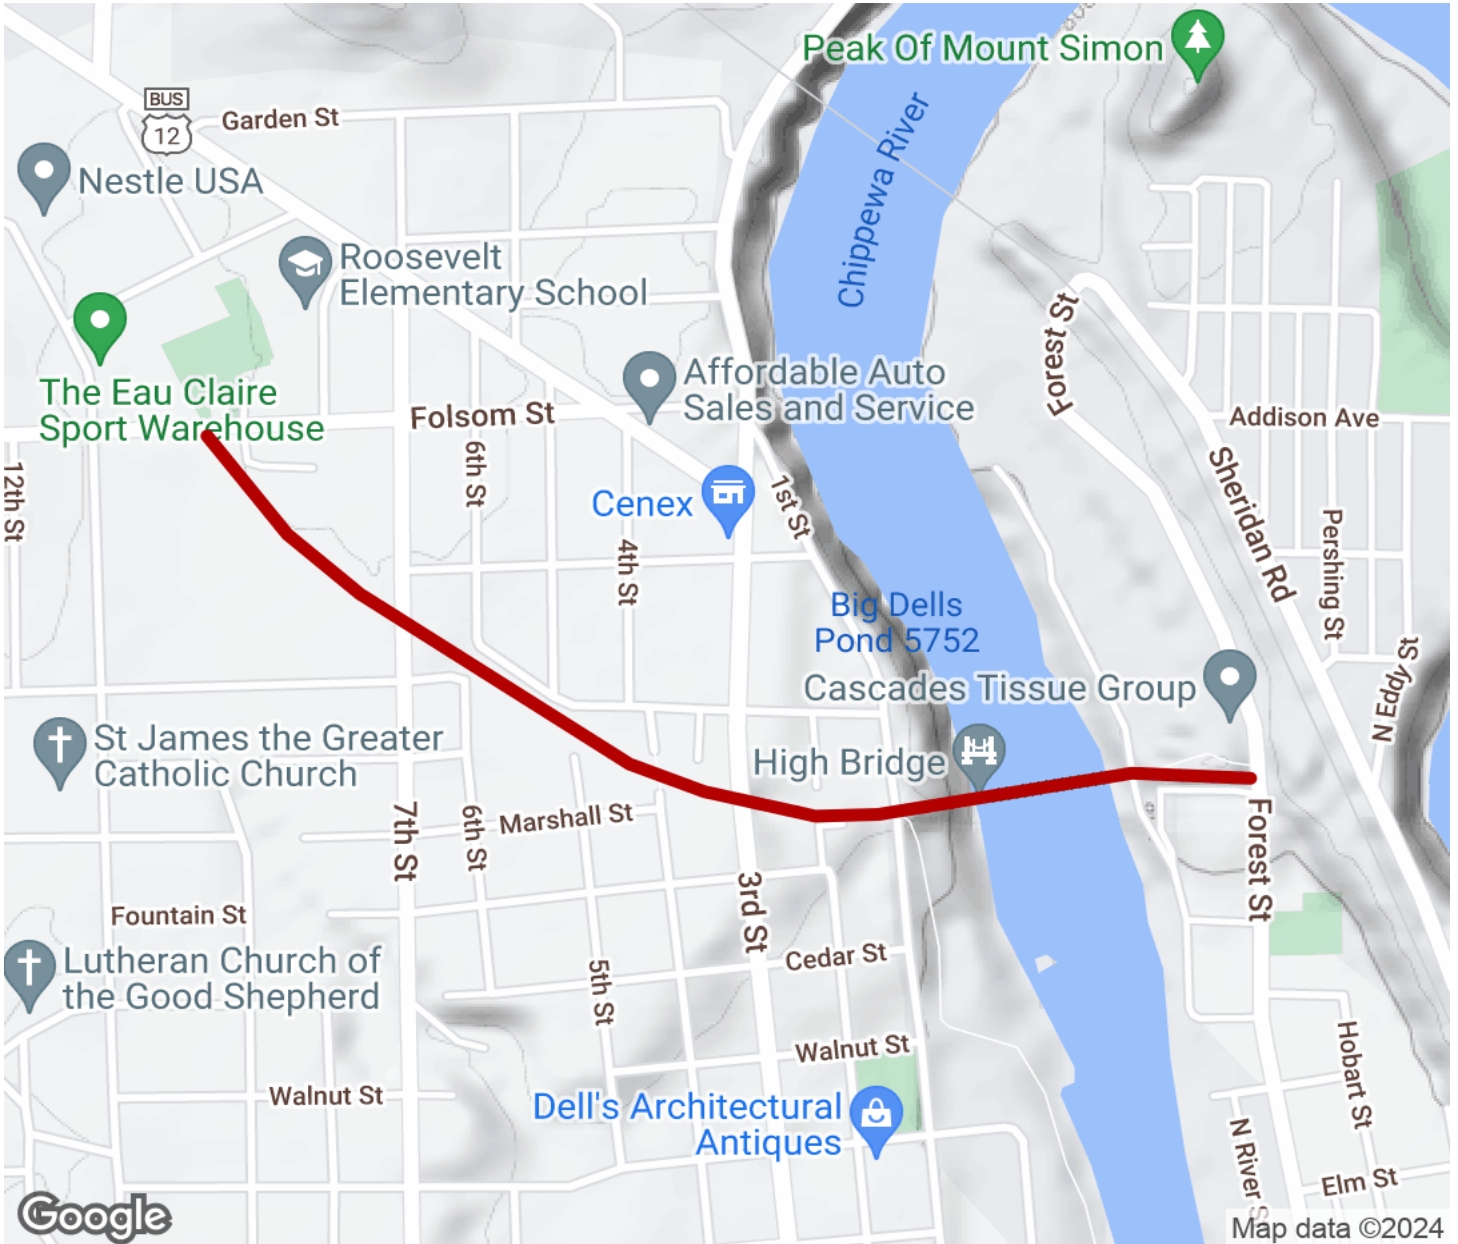 Peak Of Mount Simon
BUS
12
Garden St
Nestle USA
Chippewa River
Roosevelt
Elementary School
Forest St
The Eau Claire
Sport Warehouse
Folsom St
Affordable Auto
Sales and Service
Addison Ave
12th St
6th St
Cenex
1st St
Sheridan Rd
4th St
Pershing St
Big Dells
Pond 5752
N Eddy St
Cascades Tissue Group
St James the Greater
Catholic Church
High Bridge
7th St
6th St
Marshall St
Forest St
3rd St
Fountain St
Lutheran Church of
the Good Shepherd
Cedar St
5th St
Walnut St
Hobart St
Walnut St
Dell's Architectural
Antiques
N River S
Elm St
Google
Map data ©2024